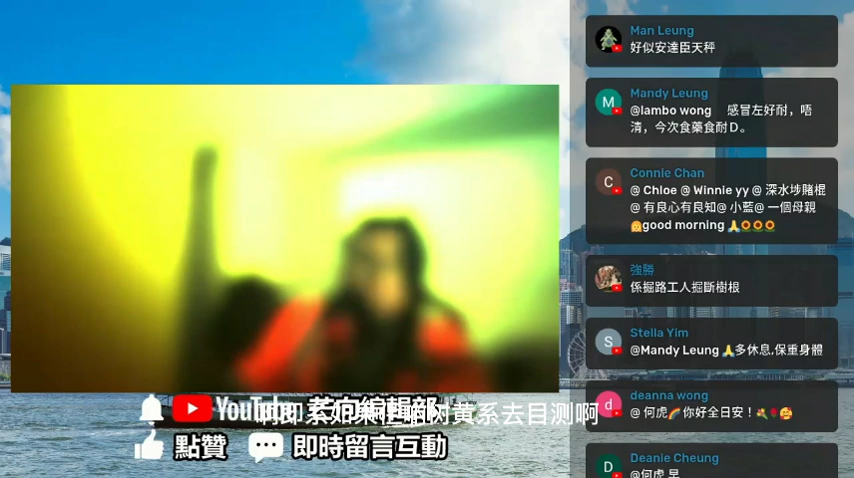 Man Leung
好似安達臣天秤
Mandy Leung
@lambo wong 感冒左好耐，唔
清，今次食藥食耐D。
Connie Chan
@ Chloe @ Winnie yy @ 深水埗賭棍
@ 有良心有良知@ 小藍@ 一個母親
🤗good morning 🙏🌻🌻🌻
強勝
係掘路工人掘斷樹根
Stella Yim
@Mandy Leung 🙏多休息,保重身體
deanna wong
@ 何虎🌈你好全日安！💐🌹🥰
Deanie Cheung
@何虎 早
YouTube
去目测啊
點贊
即時留言互動